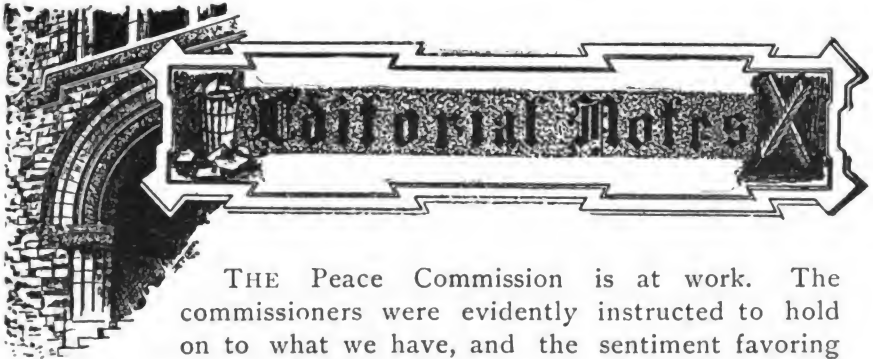 Editorial Notes
THE Peace Commission is at work. The
commissioners were evidently instructed to hold
on to what we have, and the sentiment favoring